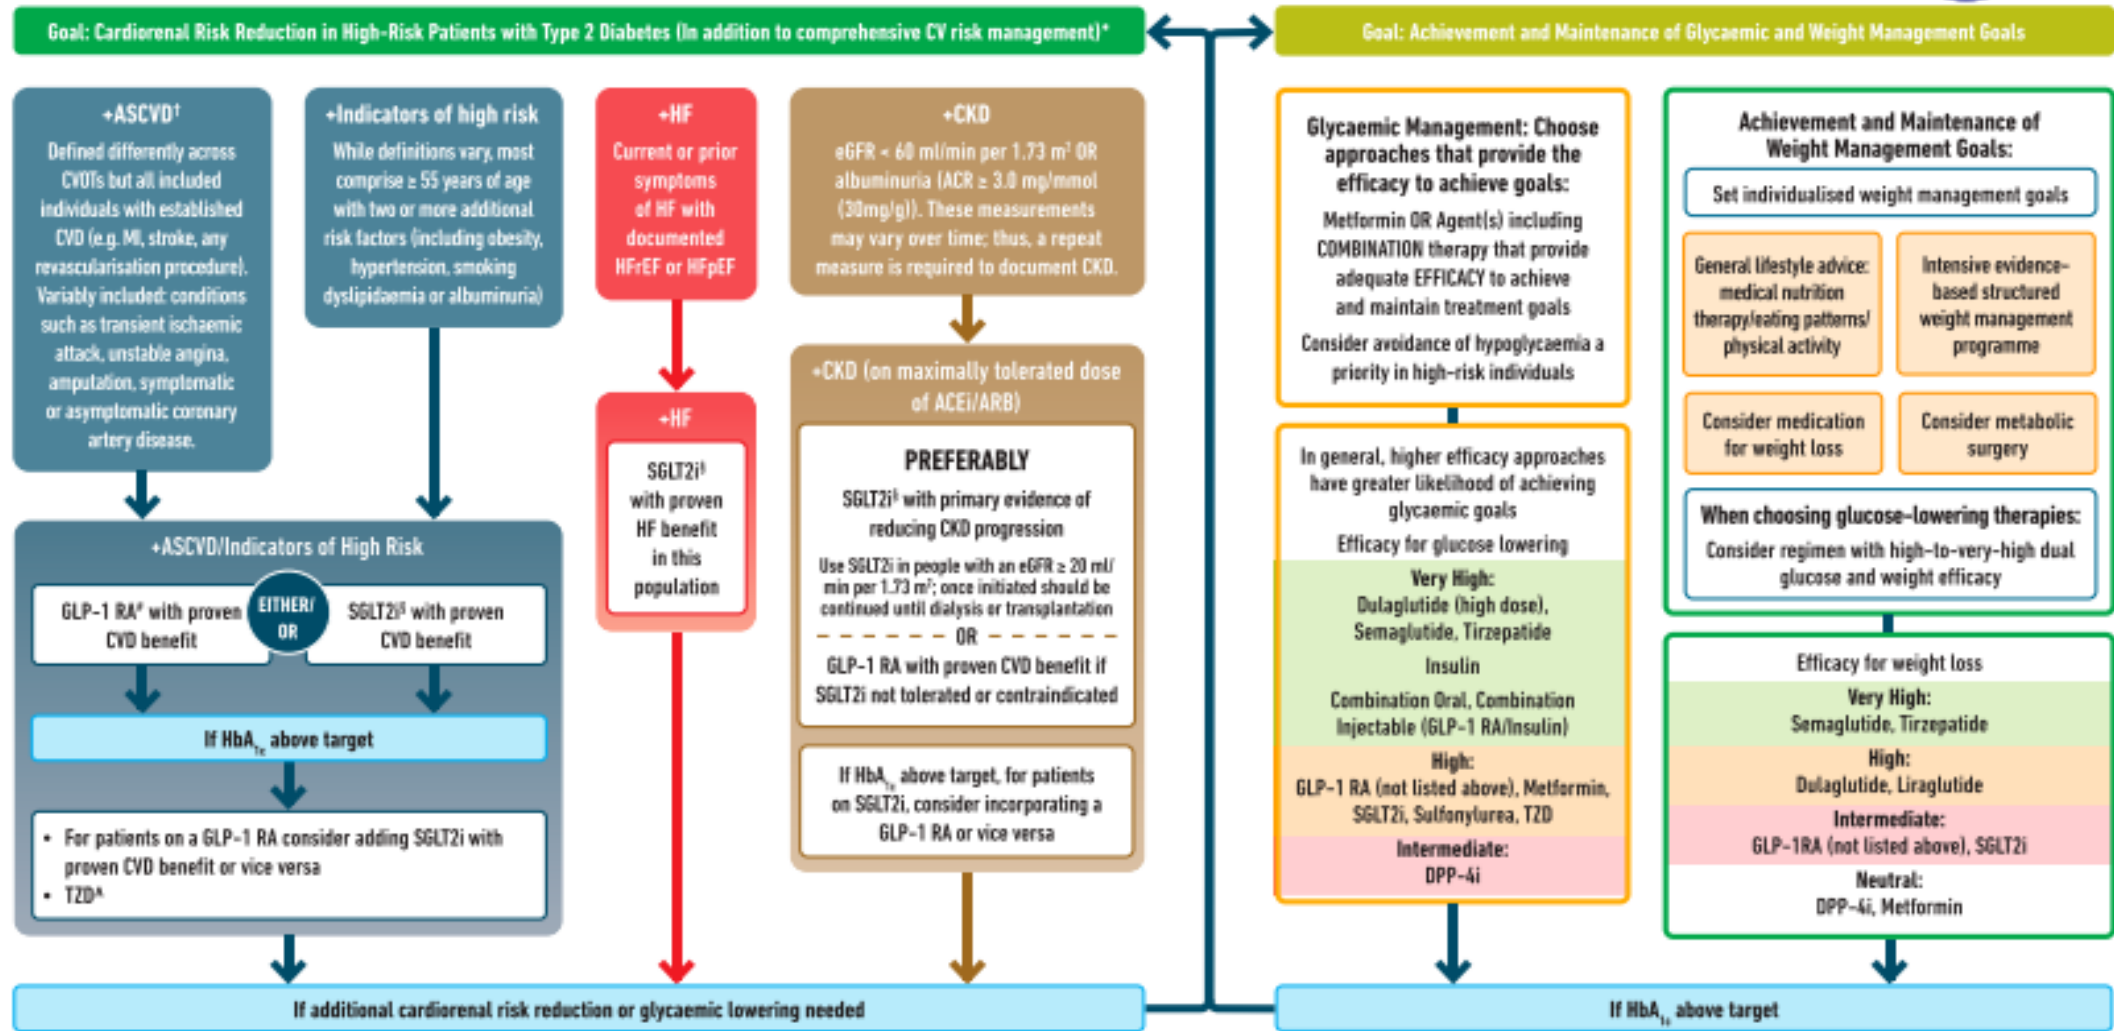 Goal: Cardiorenal Risk Reduction in High-Risk Patients with Type 2 Diabetes (In addition to comprehensive CV risk management)*
+ASCVD†
Defined differently across
CVOTs but all included
individuals with established
CVD (e.g. MI, stroke, any
revascularisation procedure).
Variably included: conditions
such as transient ischaemic
attack, unstable angina,
amputation, symptomatic
or asymptomatic coronary
artery disease.
+Indicators of high risk
While definitions vary, most
comprise ≥ 55 years of age
with two or more additional
risk factors (including obesity,
hypertension, smoking
dyslipidaemia or albuminuria)
+HF
Current or prior
symptoms
of HF with
documented
HFrEF or HFpEF
+CKD
eGFR < 60 ml/min per 1.73 m² OR
albuminuria (ACR ≥ 3.0 mg/mmol
(30mg/g)). These measurements
may vary over time; thus, a repeat
measure is required to document CKD.
+ASCVD/Indicators of High Risk
GLP-1 RA# with proven
CVD benefit
EITHER/
OR
SGLT2i§ with proven
CVD benefit
If HbA1c above target
• For patients on a GLP-1 RA consider adding SGLT2i with
proven CVD benefit or vice versa
• TZD^
+HF
SGLT2i§
with proven
HF benefit
in this
population
+CKD (on maximally tolerated dose
of ACEi/ARB)
PREFERABLY
SGLT2i§ with primary evidence of
reducing CKD progression
Use SGLT2i in people with an eGFR ≥ 20 ml/
min per 1.73 m²; once initiated should be
continued until dialysis or transplantation
OR
GLP-1 RA with proven CVD benefit if
SGLT2i not tolerated or contraindicated
If HbA1c above target, for patients
on SGLT2i, consider incorporating a
GLP-1 RA or vice versa
If additional cardiorenal risk reduction or glycaemic lowering needed
Goal: Achievement and Maintenance of Glycaemic and Weight Management Goals
Glycaemic Management: Choose
approaches that provide the
efficacy to achieve goals:
Metformin OR Agent(s) including
COMBINATION therapy that provide
adequate EFFICACY to achieve
and maintain treatment goals
Consider avoidance of hypoglycaemia a
priority in high-risk individuals
In general, higher efficacy approaches
have greater likelihood of achieving
glycaemic goals
Efficacy for glucose lowering
Very High:
Dulaglutide (high dose),
Semaglutide, Tirzepatide
Insulin
Combination Oral, Combination
Injectable (GLP-1 RA/Insulin)
High:
GLP-1 RA (not listed above), Metformin,
SGLT2i, Sulfonylurea, TZD
Intermediate:
DPP-4i
Achievement and Maintenance of
Weight Management Goals:
Set individualised weight management goals
General lifestyle advice:
medical nutrition
therapy/eating patterns/
physical activity
Intensive evidence-
based structured
weight management
programme
Consider medication
for weight loss
Consider metabolic
surgery
When choosing glucose-lowering therapies:
Consider regimen with high-to-very-high dual
glucose and weight efficacy
Efficacy for weight loss
Very High:
Semaglutide, Tirzepatide
High:
Dulaglutide, Liraglutide
Intermediate:
GLP-1RA (not listed above), SGLT2i
Neutral:
DPP-4i, Metformin
If HbA1c above target